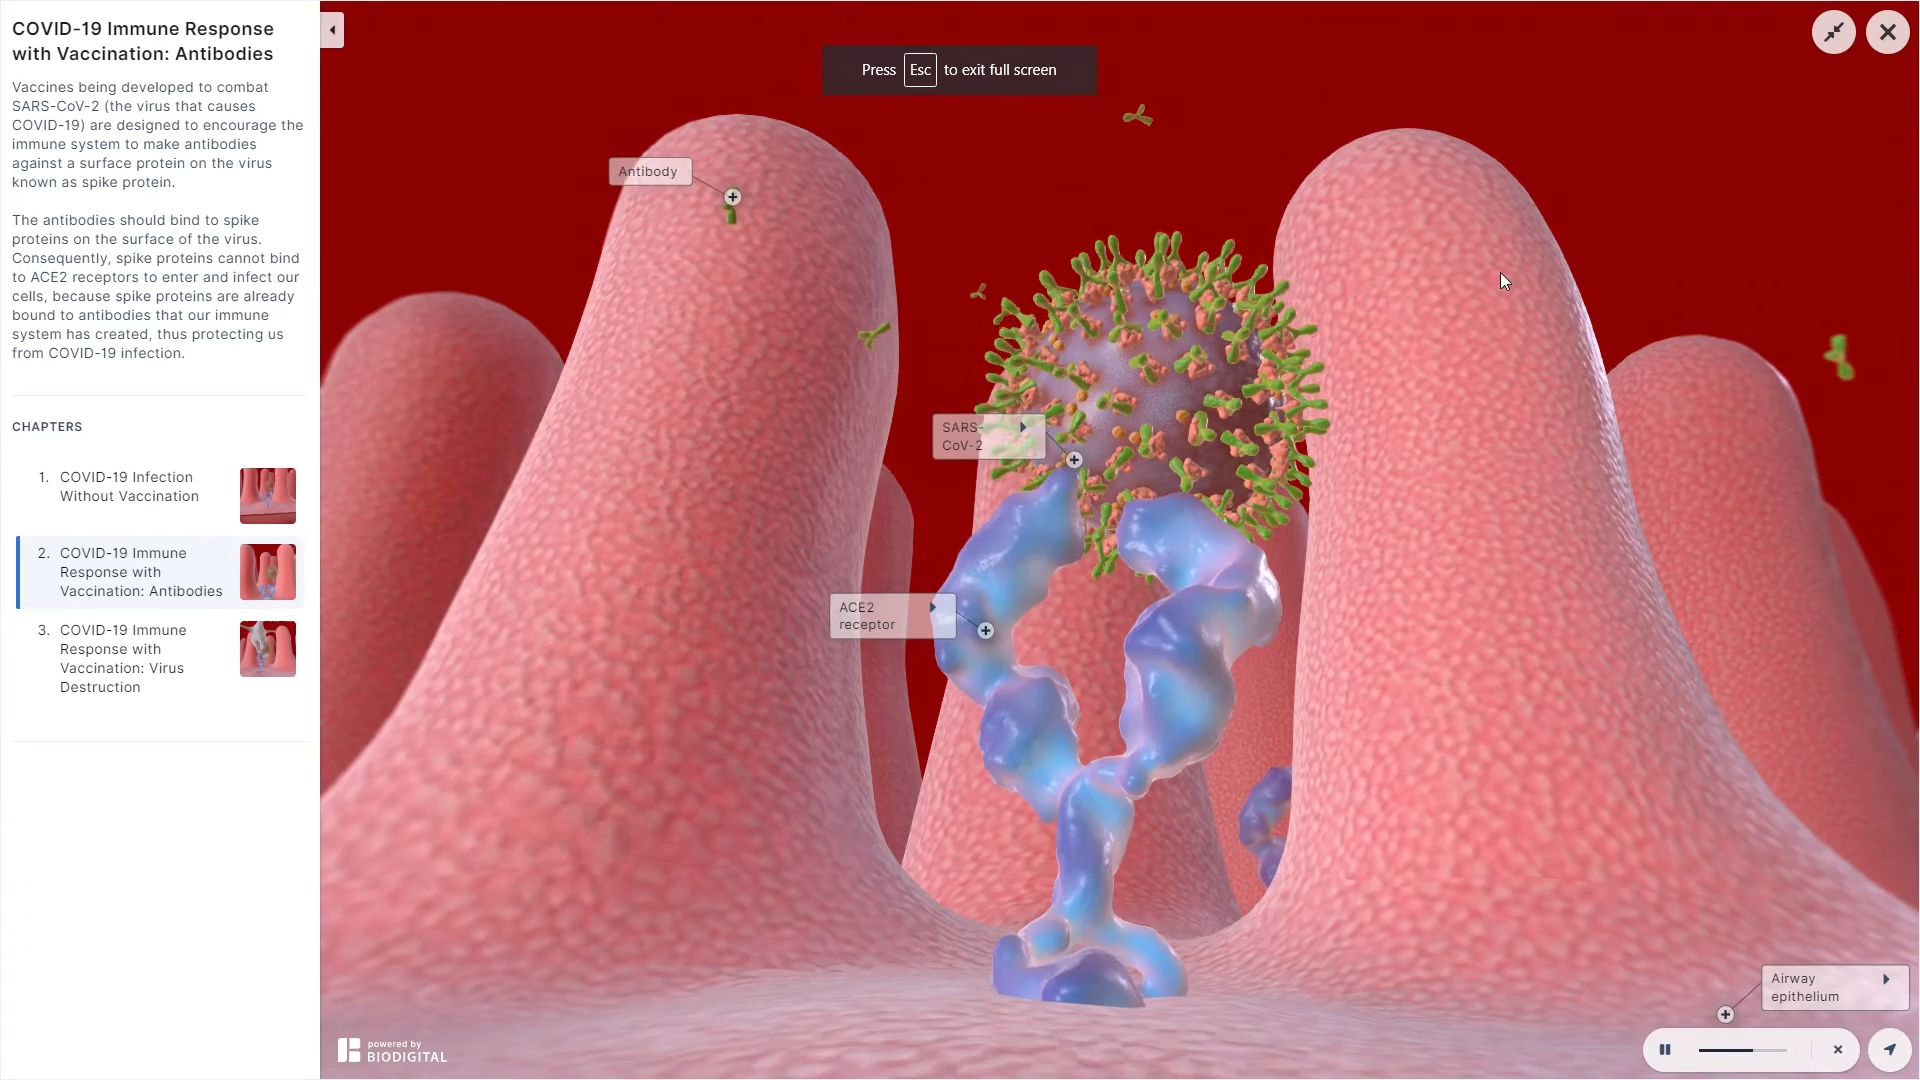 COVID-19 Immune Response
with Vaccination: Antibodies
Vaccines being developed to combat
SARS-CoV-2 (the virus that causes
COVID-19) are designed to encourage the
immune system to make antibodies
against a surface protein on the virus
known as spike protein.
The antibodies should bind to spike
proteins on the surface of the virus.
Consequently, spike proteins cannot bind
to ACE2 receptors to enter and infect our
cells, because spike proteins are already
bound to antibodies that our immune
system has created, thus protecting us
from COVID-19 infection.
CHAPTERS
1. COVID-19 Infection
Without Vaccination
2. COVID-19 Immune
Response with
Vaccination: Antibodies
3. COVID-19 Immune
Response with
Vaccination: Virus
Destruction
Press Esc to exit full screen
Antibody
SARS-
CoV-2
ACE2
receptor
Airway
epithelium
powered by
BIODIGITAL